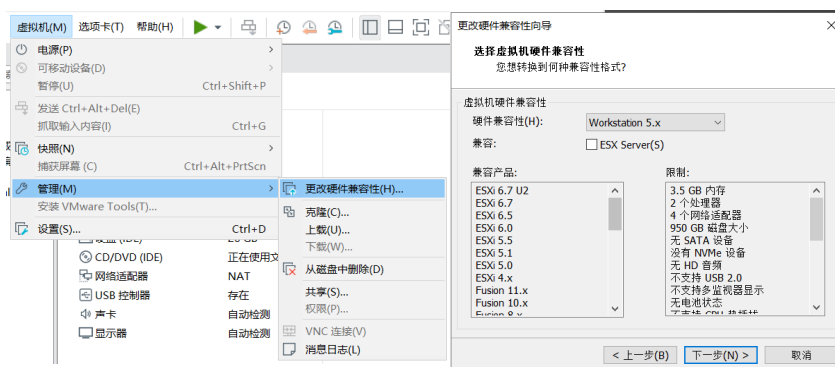 虚拟机(M) 选项卡(T) 帮助(H)
电源(P)
可移动设备(D)
暂停(U) Ctrl+Shift+P
发送 Ctrl+Alt+Del(E)
抓取输入内容(I) Ctrl+G
快照(N)
捕获屏幕 (C) Ctrl+Alt+PrtScn
管理(M)
安装 VMware Tools(T)...
设置(S)... Ctrl+D
CD/DVD (IDE) 正在使用文
网络适配器 NAT
USB 控制器 存在
声卡 自动检测
显示器 自动检测
更改硬件兼容性(H)...
克隆(C)...
上载(U)...
下载(W)...
从磁盘中删除(D)
共享(S)...
权限(P)...
VNC 连接(V)
消息日志(L)
更改硬件兼容性向导
选择虚拟机硬件兼容性
您想转换到何种兼容性格式?
虚拟机硬件兼容性
硬件兼容性(H): Workstation 5.x
兼容: ESX Server(S)
兼容产品:
ESXi 6.7 U2
ESXi 6.7
ESXi 6.5
ESXi 6.0
ESXi 5.5
ESXi 5.1
ESXi 5.0
ESXi 4.x
Fusion 11.x
Fusion 10.x
Fusion 8.x
限制:
3.5 GB 内存
2 个处理器
4 个网络适配器
950 GB 磁盘大小
无 SATA 设备
没有 NVMe 设备
无 HD 音频
不支持 USB 2.0
不支持多监视器显示
无电池状态
不支持 CPU 热插拔
< 上一步(B) 下一步(N) > 取消